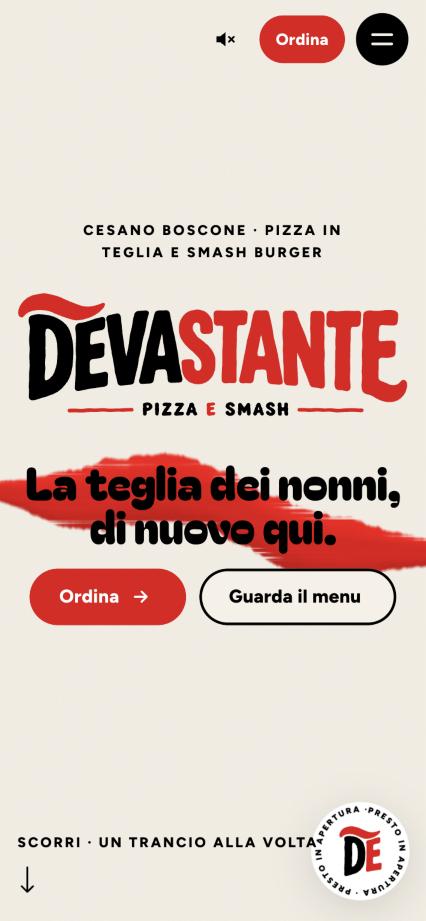 Ordina
CESANO BOSCONE · PIZZA IN
TEGLIA E SMASH BURGER
DEVASTANTE
PIZZA E SMASH
La teglia dei nonni,
di nuovo qui.
Ordina →
Guarda il menu
SCORRI · UN TRANCIO ALLA VOLTA
PRESTO IN APERTURA · PRESTO IN APERTURA ·
DE